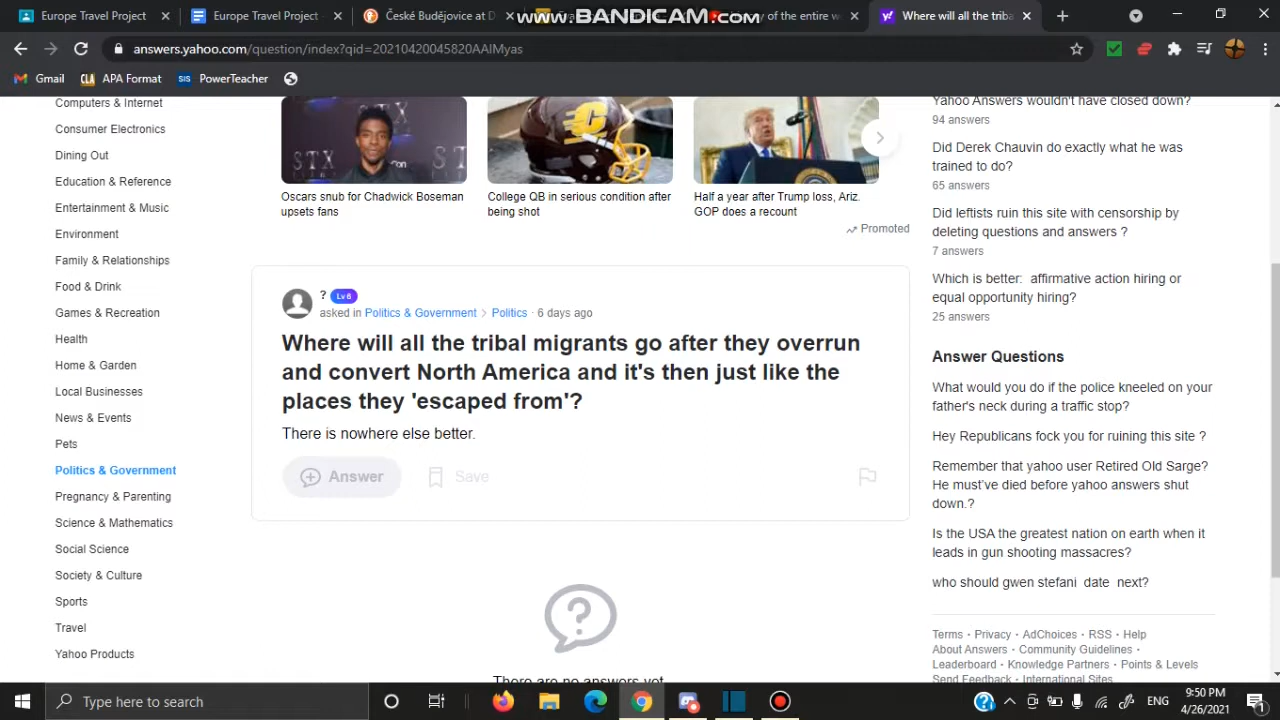 Europe Travel Project
Europe Travel Project
České Budějovice at D
www.BANDICAM.com
y of the entire w
Where will all the triba
answers.yahoo.com/question/index?qid=20210420045820AAIMyas
Gmail
CLA
APA Format
SIS
PowerTeacher
Computers & Internet
Consumer Electronics
Dining Out
Education & Reference
Entertainment & Music
Environment
Family & Relationships
Food & Drink
Games & Recreation
Health
Home & Garden
Local Businesses
News & Events
Pets
Politics & Government
Pregnancy & Parenting
Science & Mathematics
Social Science
Society & Culture
Sports
Travel
Yahoo Products
STX
STX
ST
Oscars snub for Chadwick Boseman
upsets fans
College QB in serious condition after
being shot
Half a year after Trump loss, Ariz.
GOP does a recount
Promoted
? Lv 6
asked in Politics & Government > Politics · 6 days ago
Where will all the tribal migrants go after they overrun
and convert North America and it's then just like the
places they 'escaped from'?
There is nowhere else better.
Answer
Save
There are no answers yet.
Yahoo Answers wouldn't have closed down?
94 answers
Did Derek Chauvin do exactly what he was
trained to do?
65 answers
Did leftists ruin this site with censorship by
deleting questions and answers ?
7 answers
Which is better:  affirmative action hiring or
equal opportunity hiring?
25 answers
Answer Questions
What would you do if the police kneeled on your
father's neck during a traffic stop?
Hey Republicans fock you for ruining this site ?
Remember that yahoo user Retired Old Sarge?
He must've died before yahoo answers shut
down.?
Is the USA the greatest nation on earth when it
leads in gun shooting massacres?
who should gwen stefani  date  next?
Terms · Privacy · AdChoices · RSS · Help
About Answers · Community Guidelines ·
Leaderboard · Knowledge Partners · Points & Levels
Send Feedback · International Sites
Type here to search
ENG
9:50 PM
4/26/2021
1